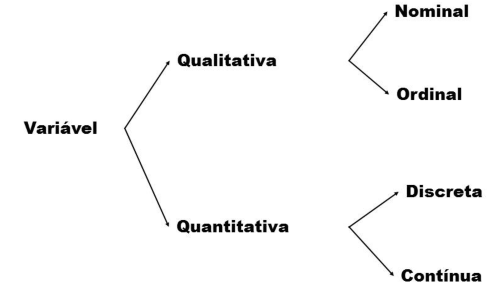 Nominal
Qualitativa
Ordinal
Variável
Discreta
Quantitativa
Contínua